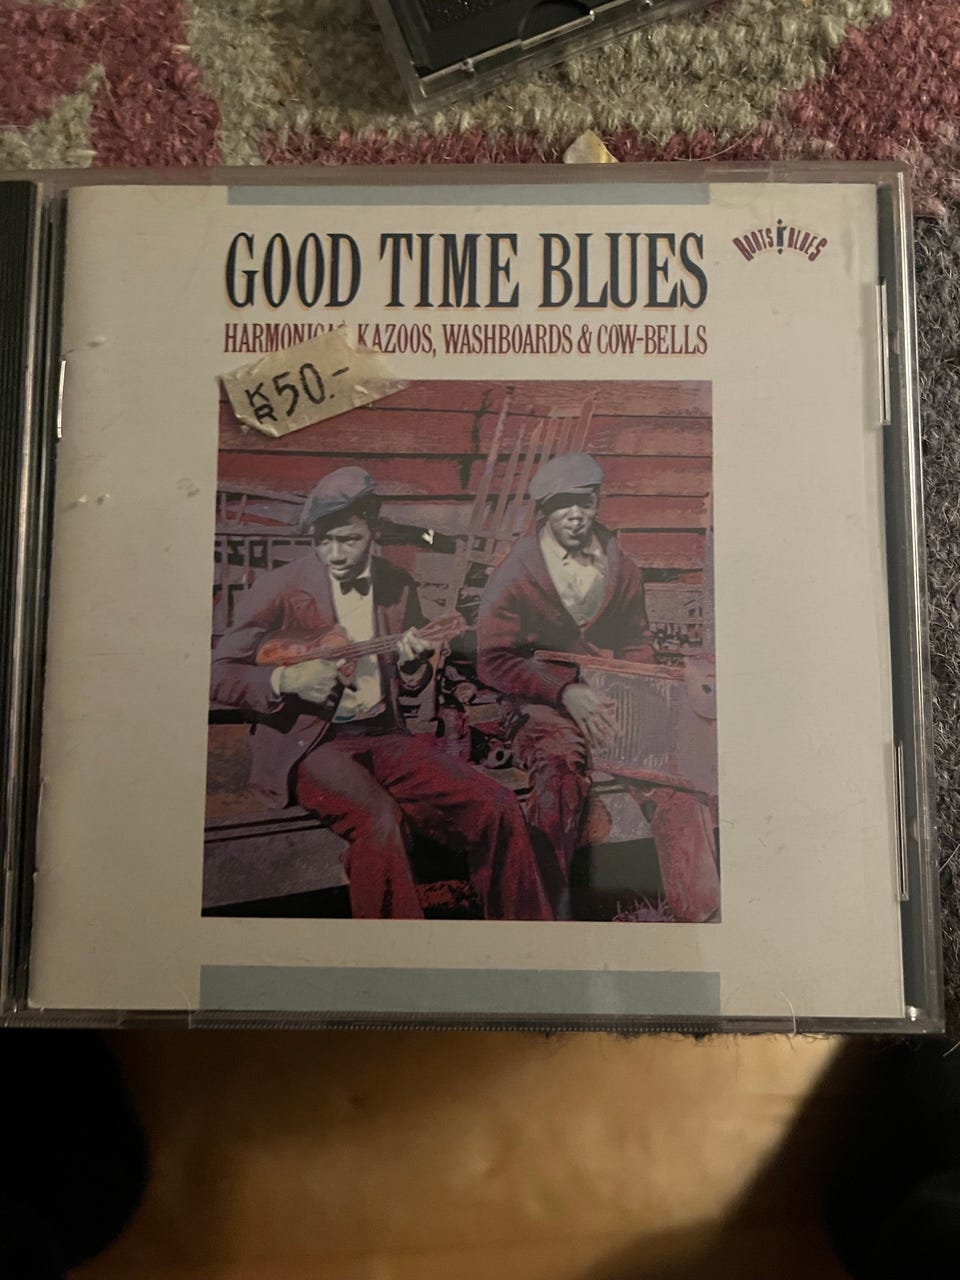 GOOD TIME BLUES
ROOTS N' BLUES
HARMONICAS, KAZOOS, WASHBOARDS & COW-BELLS
KR 50.-